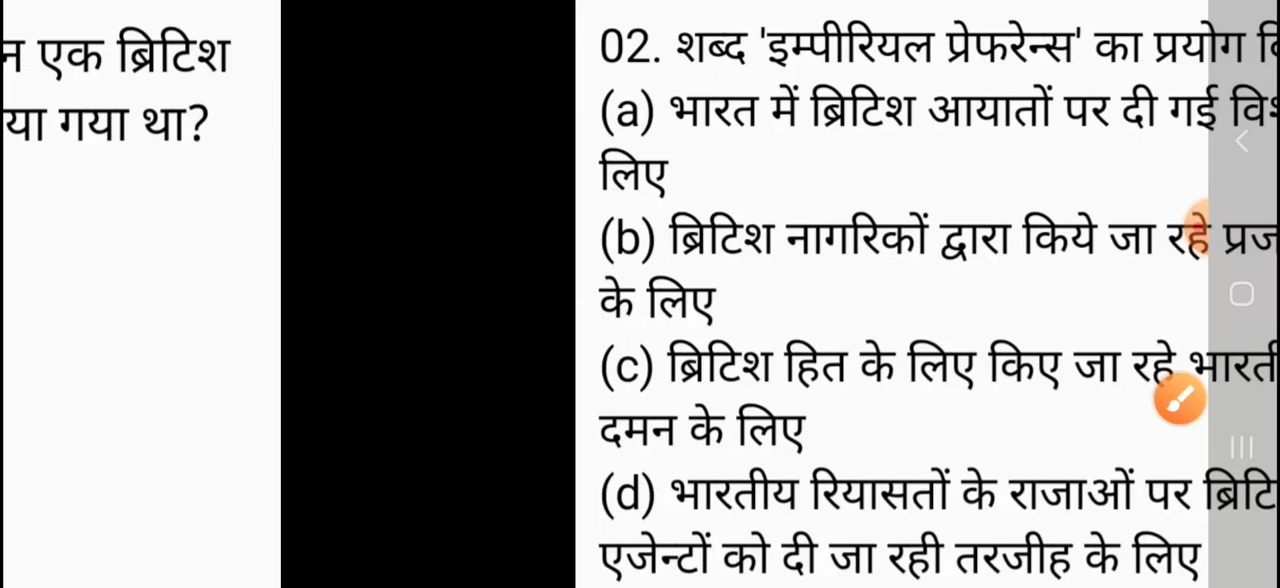 एक ब्रिटिश
गया था?
02. शब्द 'इम्पीरियल प्रेफरेन्स' का प्रयोग
(a) भारत में ब्रिटिश आयातों पर दी गई
लिए
(b) ब्रिटिश नागरिकों द्वारा किये जा रहे
के लिए
(c) ब्रिटिश हित के लिए किए जा रहे
दमन के लिए
(d) भारतीय रियासतों के राजाओं पर
एजेन्टों को दी जा रही तरजीह के लिए